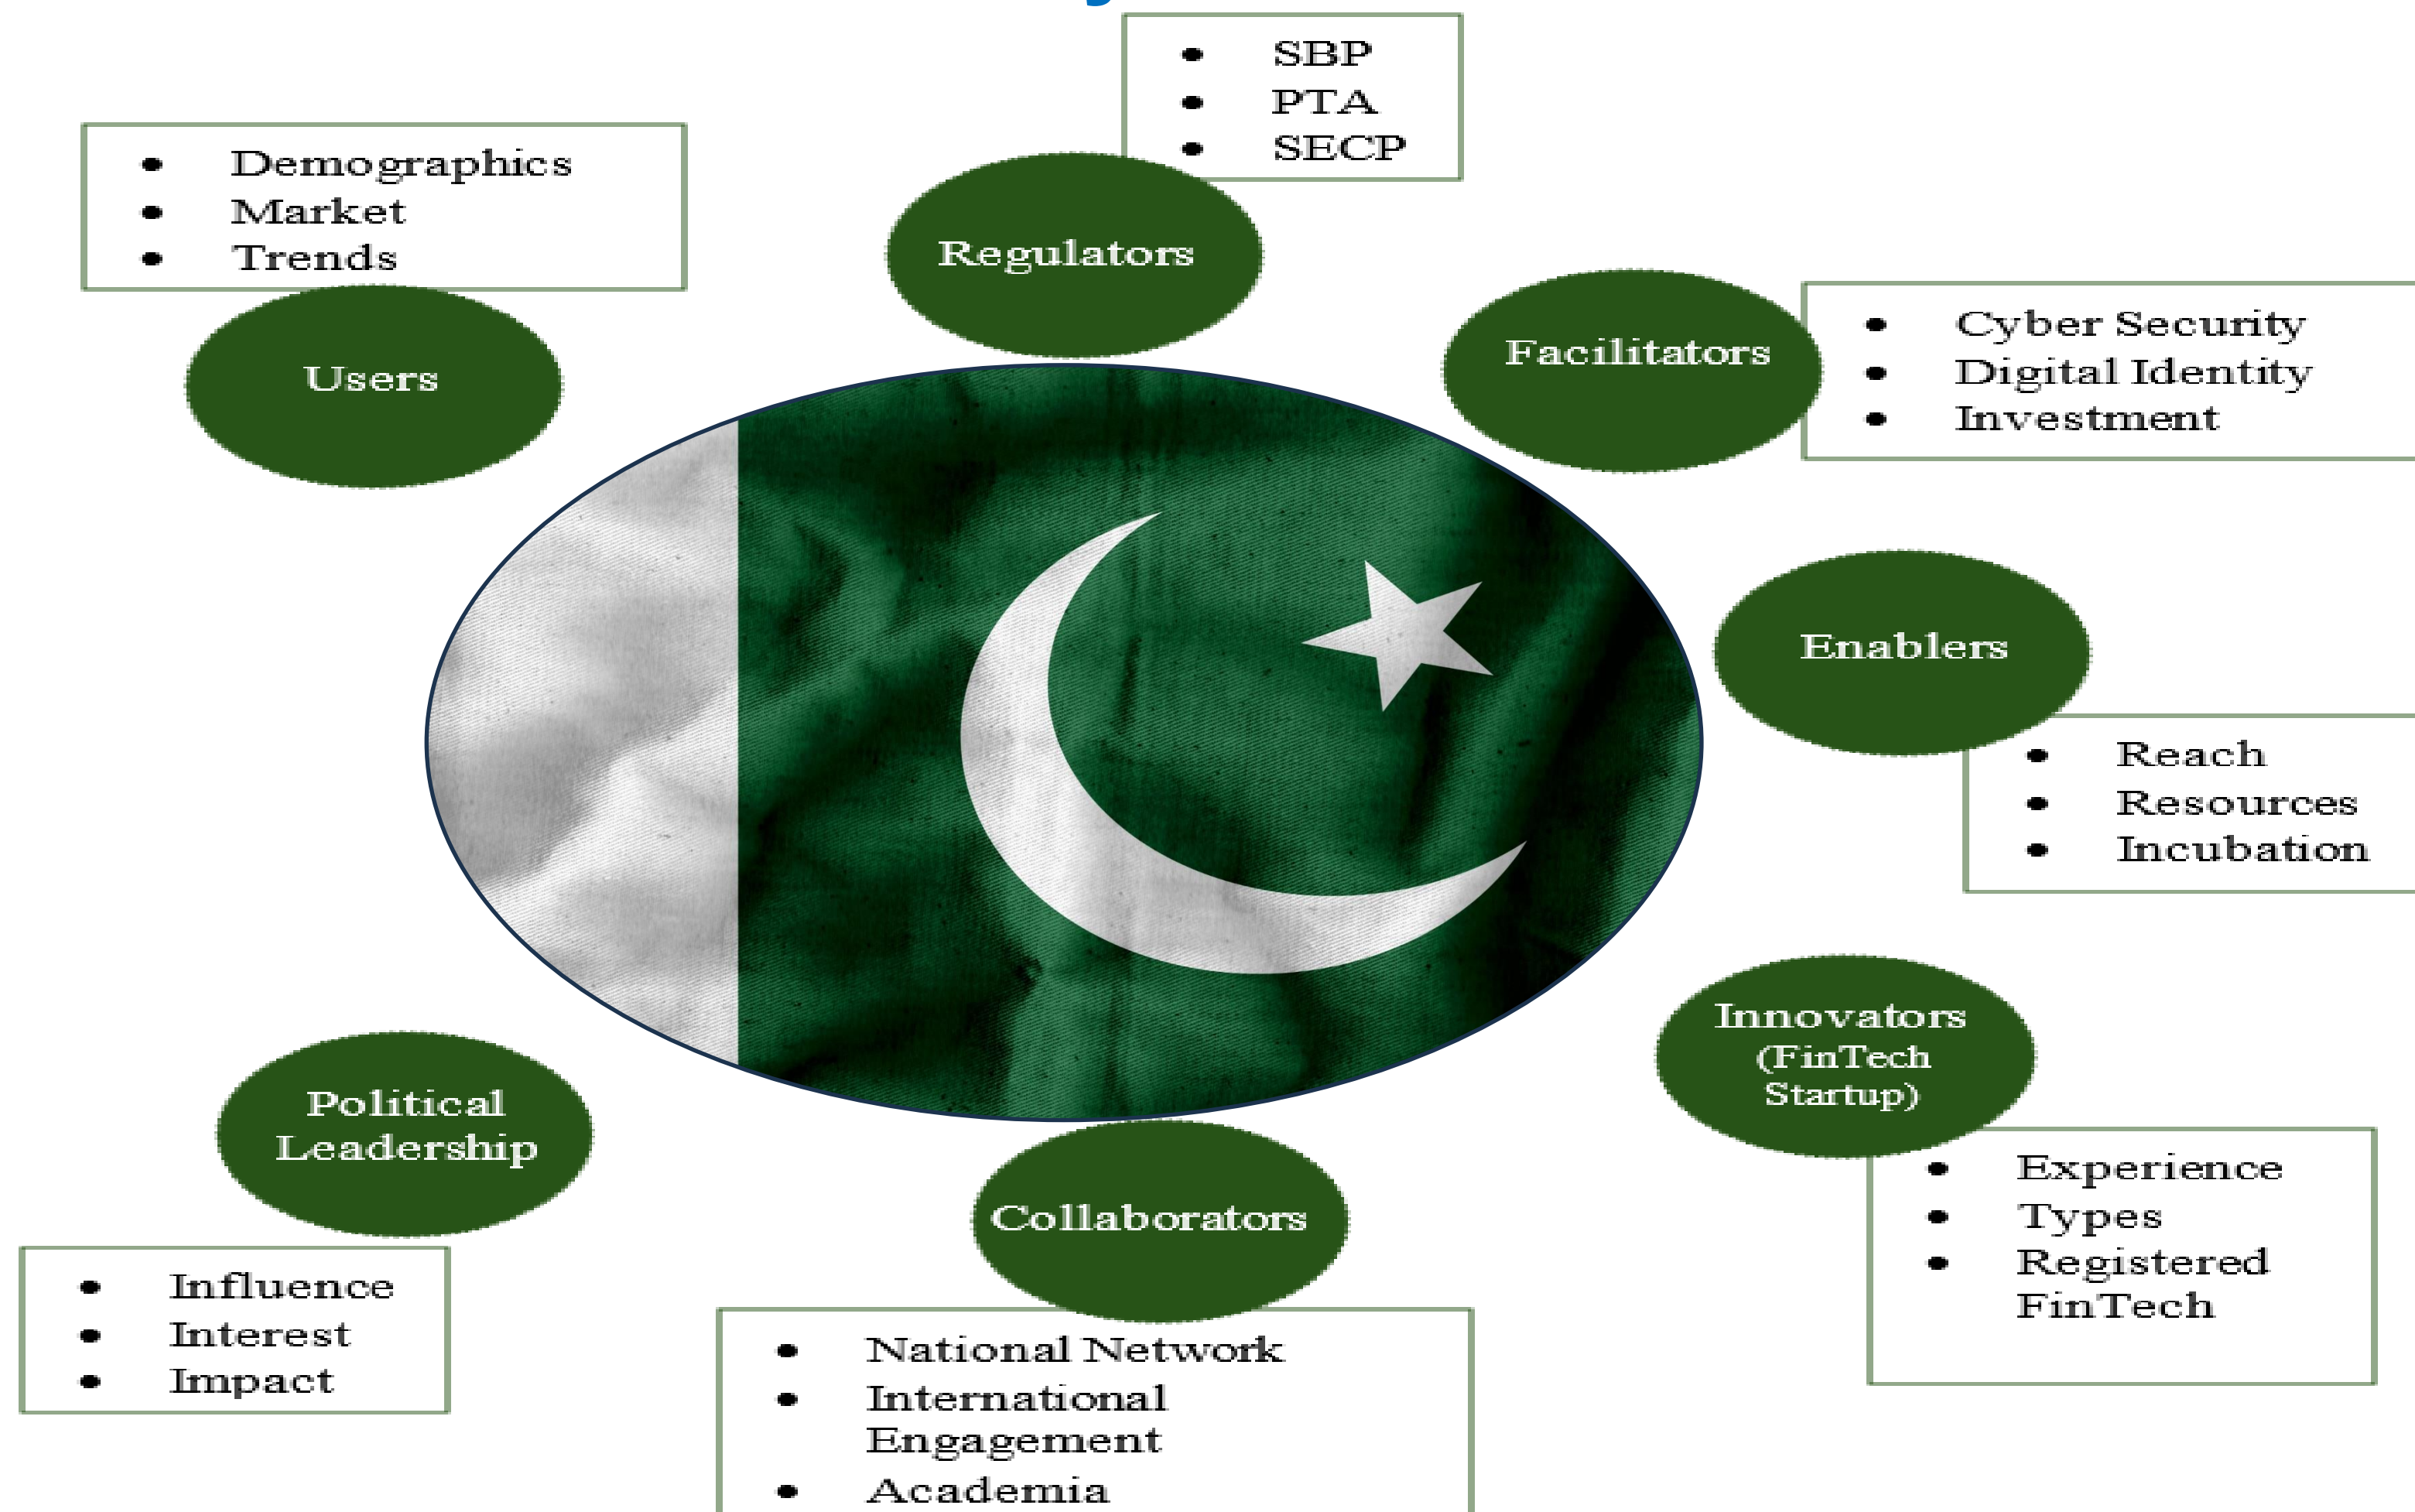 • SBP
• PTA
• SECP
Regulators
• Demographics
• Market
• Trends
Users
Facilitators
• Cyber Security
• Digital Identity
• Investment
Enablers
• Reach
• Resources
• Incubation
Innovators
(FinTech
Startup)
• Experience
• Types
• Registered
FinTech
Collaborators
• National Network
• International
Engagement
• Academia
Political
Leadership
• Influence
• Interest
• Impact